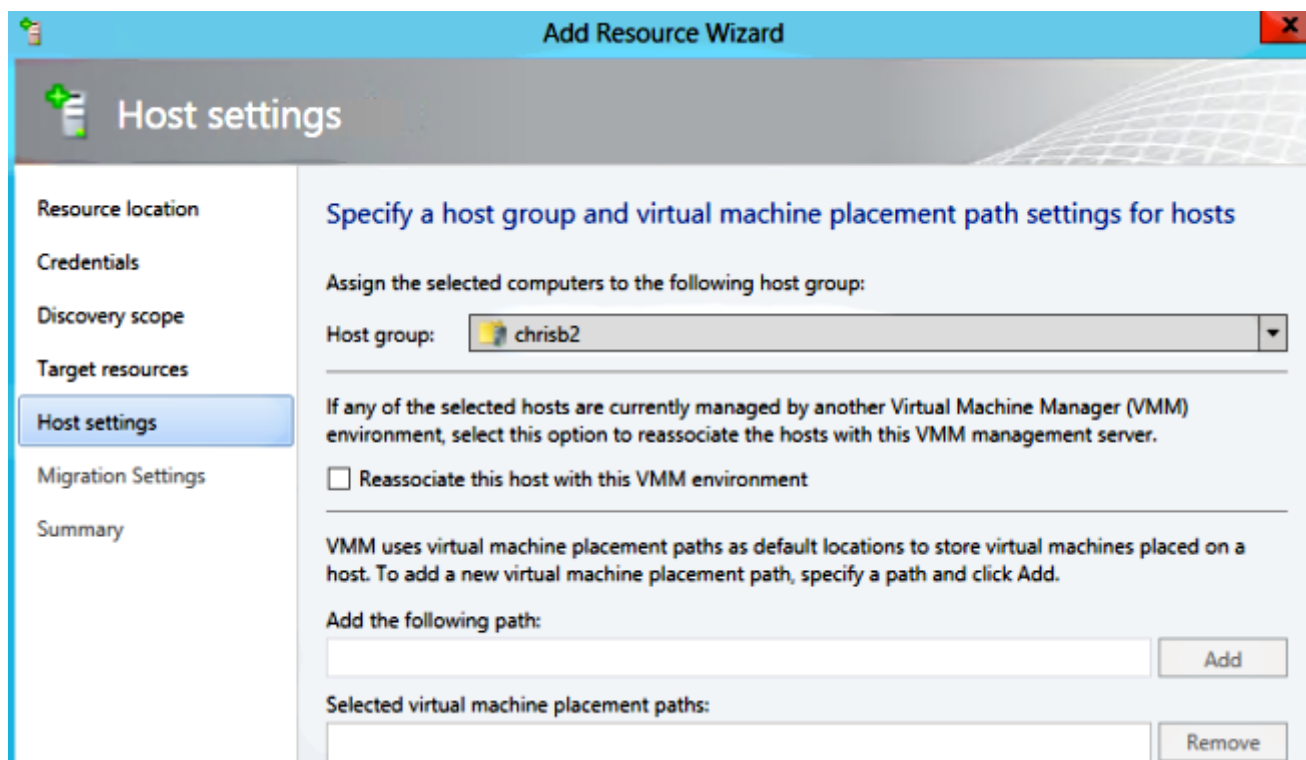 Add Resource Wizard
x
Host settings
Resource location
Credentials
Discovery scope
Target resources
Host settings
Migration Settings
Summary
Specify a host group and virtual machine placement path settings for hosts
Assign the selected computers to the following host group:
Host group: chrisb2
If any of the selected hosts are currently managed by another Virtual Machine Manager (VMM)
environment, select this option to reassociate the hosts with this VMM management server.
Reassociate this host with this VMM environment
VMM uses virtual machine placement paths as default locations to store virtual machines placed on a
host. To add a new virtual machine placement path, specify a path and click Add.
Add the following path:
Add
Selected virtual machine placement paths:
Remove